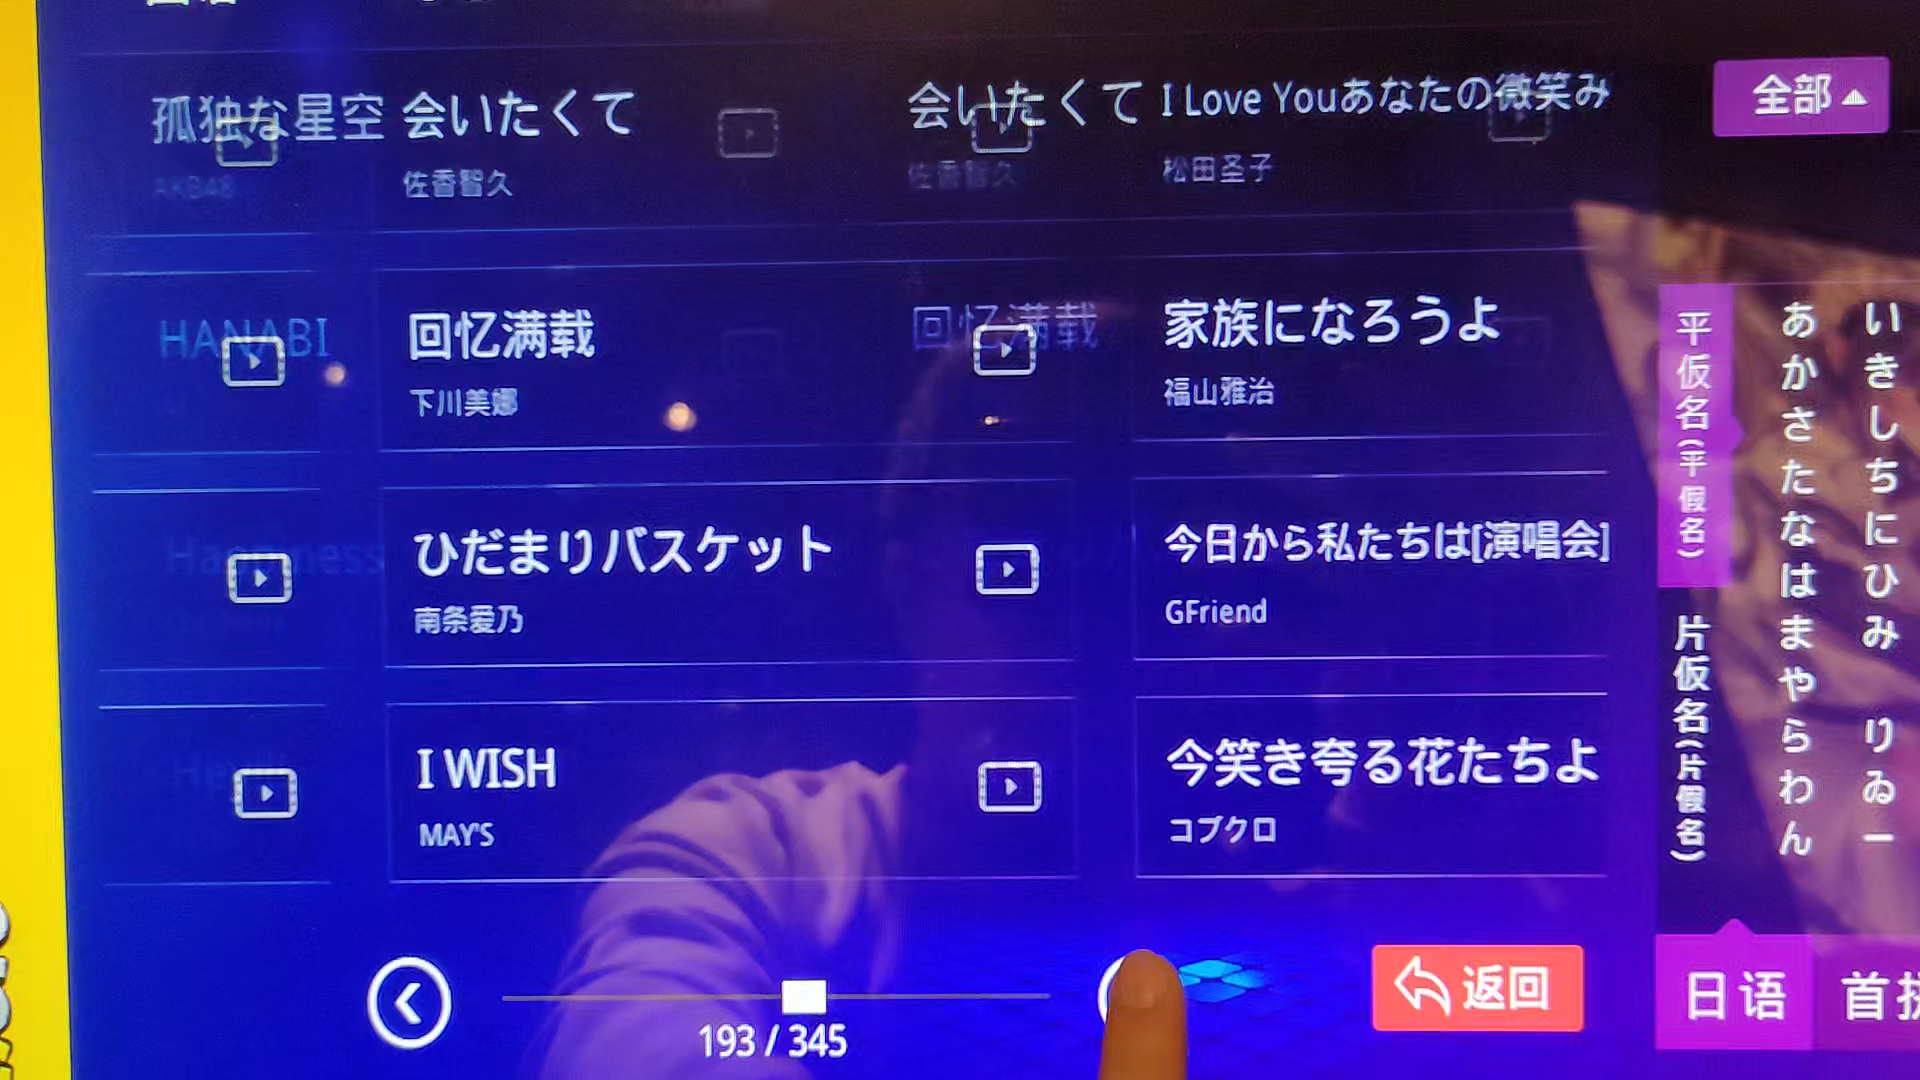 孤独な星空
AKB48
会いたくて
佐香智久
会いたくて
佐香智久
I Love Youあなたの微笑み
松田圣子
全部
HANABI
回忆满载
下川美娜
回忆满载
家族になろうよ
福山雅治
Happiness
ひだまりバスケット
南条爱乃
今日から私たちは[演唱会]
GFriend
I WISH
MAY'S
今笑き夸る花たちよ
コブクロ
193 / 345
返回
平仮名(平假名)
片仮名(片假名)
あかさたなはまやらわん
いきしちにひみ りゐー
日语